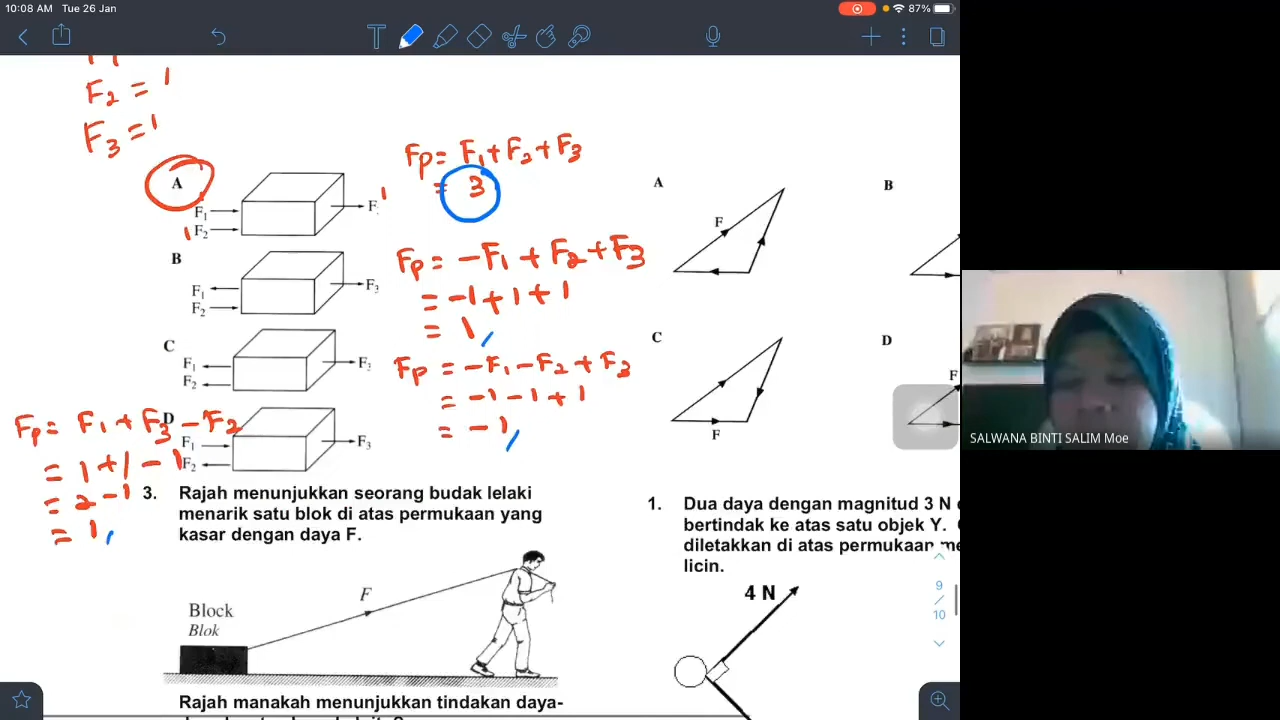 10:08 AM Tue 26 Jan
87%
F₂ = 1
F₃ = 1
A
F₁
1 F₂
F 1
Fp = F₁ + F₂ + F₃
= 3
B
F₁
F₂
F₃
Fp = -F₁ + F₂ + F₃
= -1 + 1 + 1
= 1,
C
F₁
F₂
F₃
Fp = -F₁ - F₂ + F₃
= -1 - 1 + 1
= -1,
D
F₁
F₂
F₃
Fp = F₁ + F₃ - F₂
= 1 + 1 - 1
= 2 - 1
= 1,
3. Rajah menunjukkan seorang budak lelaki
menarik satu blok di atas permukaan yang
kasar dengan daya F.
F
Block
Blok
Rajah manakah menunjukkan tindakan daya-
A
F
B
C
F
D
F
1. Dua daya dengan magnitud 3 N
bertindak ke atas satu objek Y.
diletakkan di atas permukaan
licin.
4 N
9
/
10
SALWANA BINTI SALIM Moe